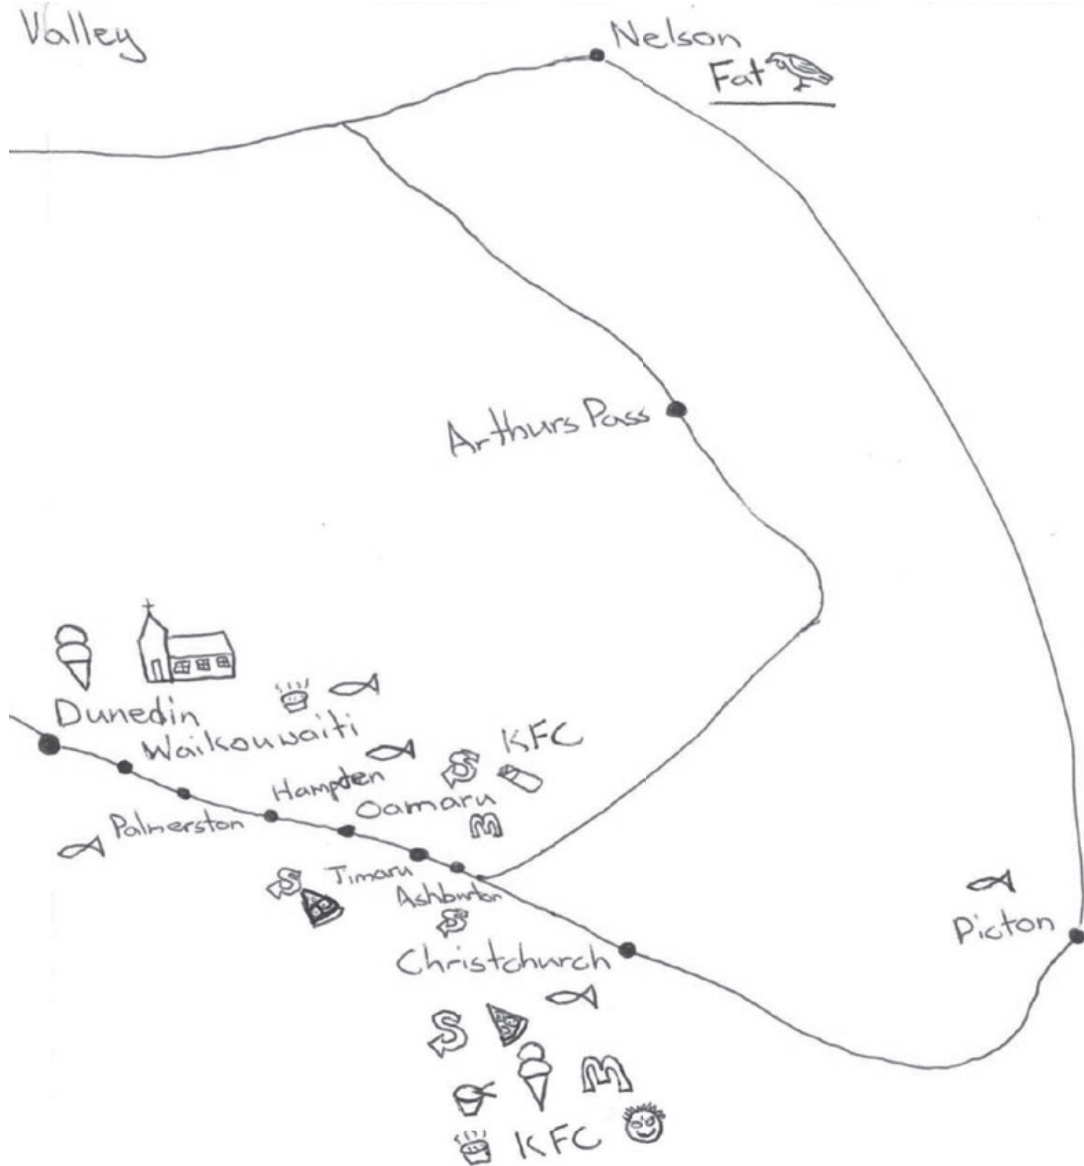 Valley
Nelson
Fat
Arthurs Pass
Dunedin
Waikouwaiti
KFC
Hampden
S
Oamaru
Palmerston
M
S
Timaru
Ashburton
S
Picton
Christchurch
S
M
KFC